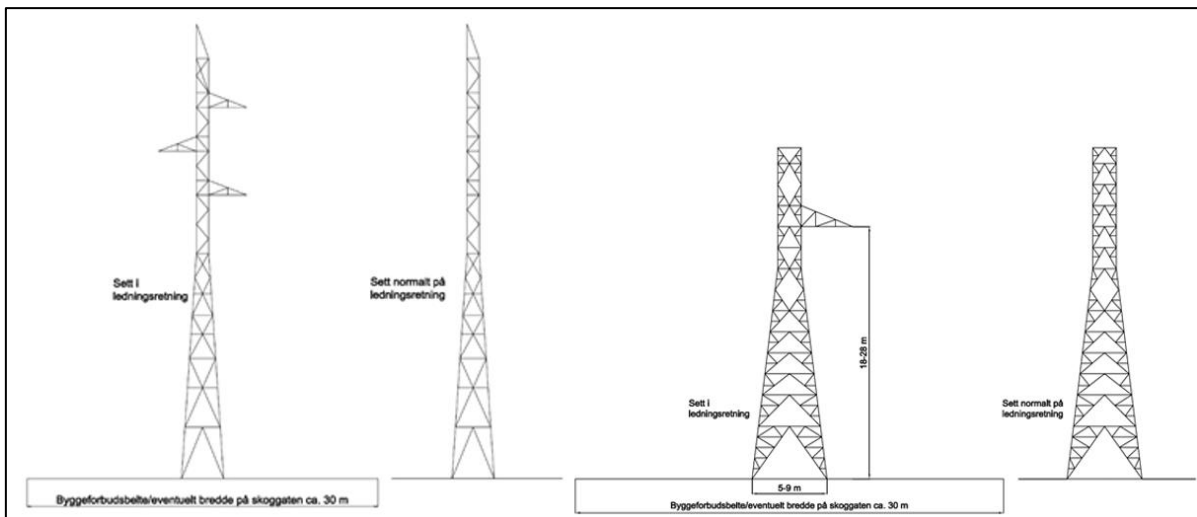 Sett i
ledningsretning
Sett normalt på
ledningsretning
Byggeforbudsbelte/eventuelt bredde på skoggaten ca. 30 m
18-28 m
Sett i
ledningsretning
Sett normalt på
ledningsretning
5-9 m
Byggeforbudsbelte/eventuelt bredde på skoggaten ca. 30 m